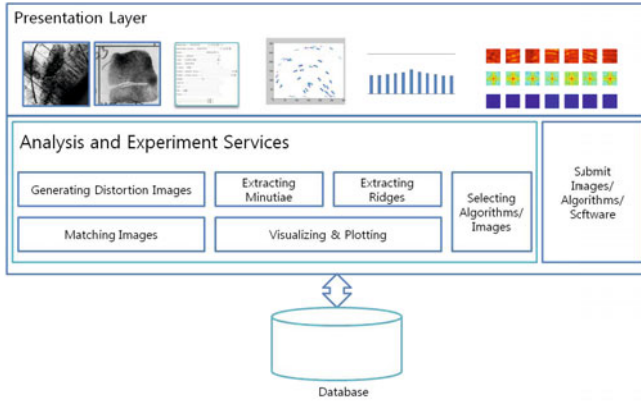 Presentation Layer
Analysis and Experiment Services
Generating Distortion Images
Extracting
Minutiae
Extracting
Ridges
Matching Images
Visualizing & Plotting
Selecting
Algorithms/
Images
Submit
Images/
Algorithms/
Software
Database